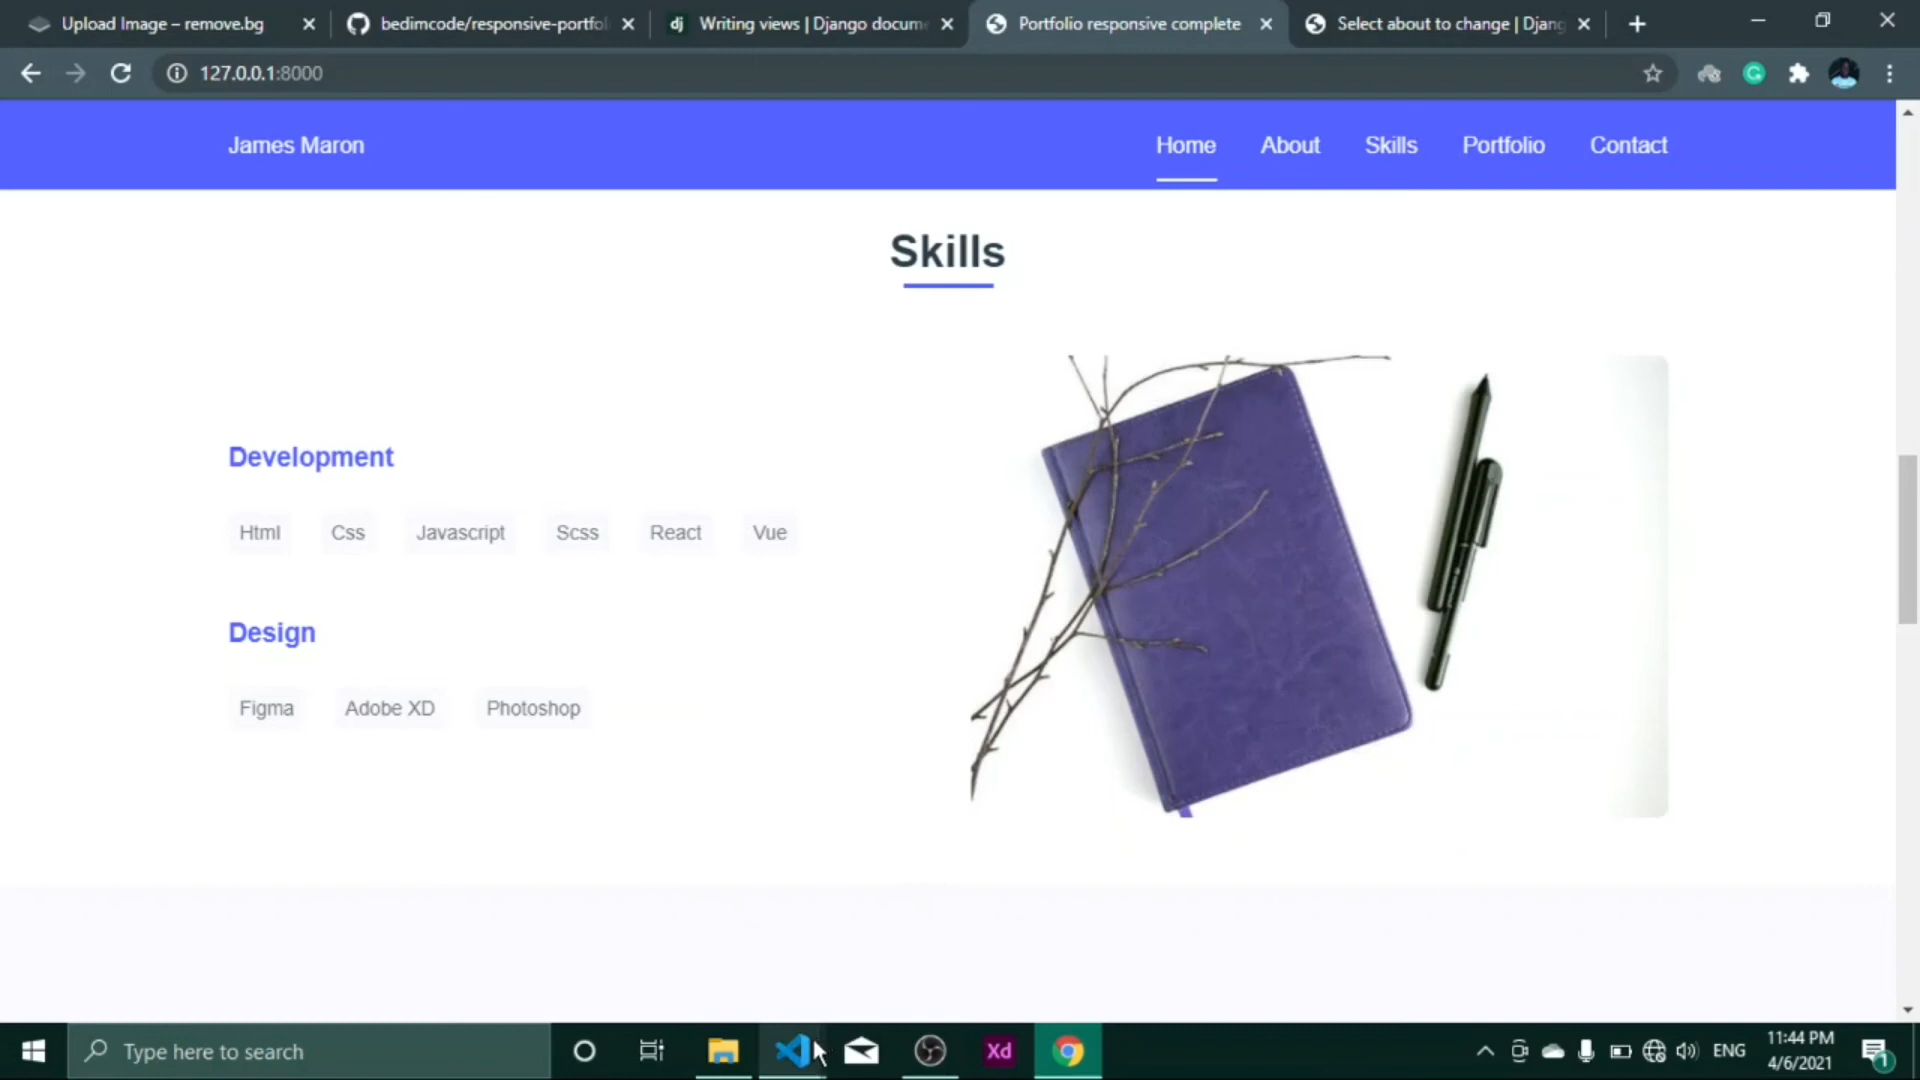 Upload Image – remove.bg
bedimcode/responsive-portfol
dj Writing views | Django docum
Portfolio responsive complete
Select about to change | Djang
127.0.0.1:8000
James Maron
Home About Skills Portfolio Contact
Skills
Development
Html Css Javascript Scss React Vue
Design
Figma Adobe XD Photoshop
Type here to search
Xd
ENG
11:44 PM
4/6/2021
1